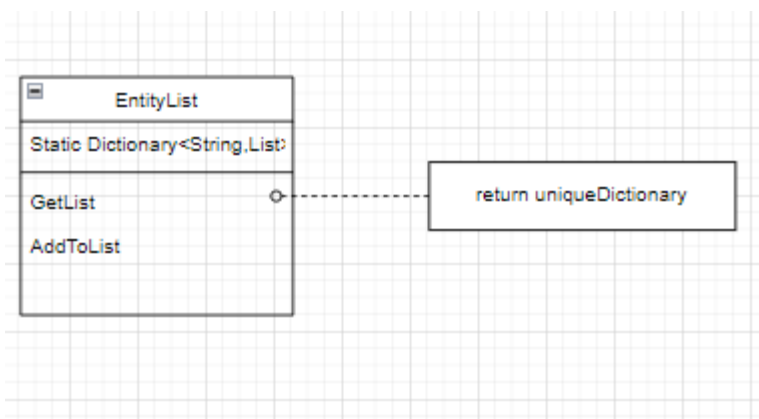 EntityList
Static Dictionary<String,List>
GetList
return uniqueDictionary
AddToList